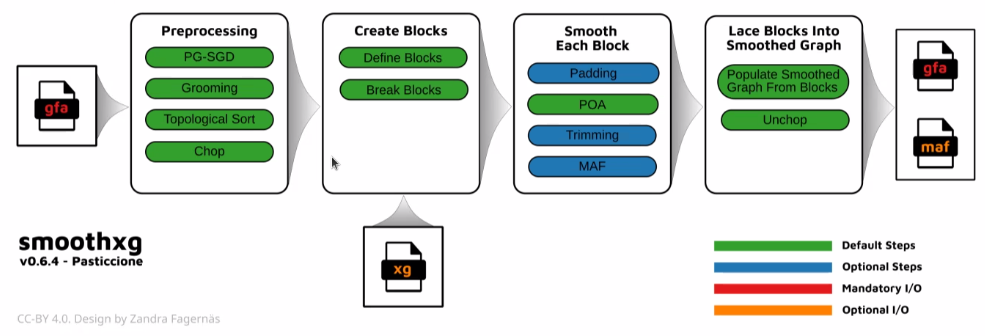 Preprocessing
PG-SGD
Grooming
Topological Sort
Chop
Create Blocks
Define Blocks
Break Blocks
Smooth
Each Block
Padding
POA
Trimming
MAF
Lace Blocks Into
Smoothed Graph
Populate Smoothed
Graph From Blocks
Unchop
gfa
gfa
maf
xg
smoothxg
v0.6.4 - Pasticcione
Default Steps
Optional Steps
Mandatory I/O
Optional I/O
CC-BY 4.0. Design by Zandra Fagernäs